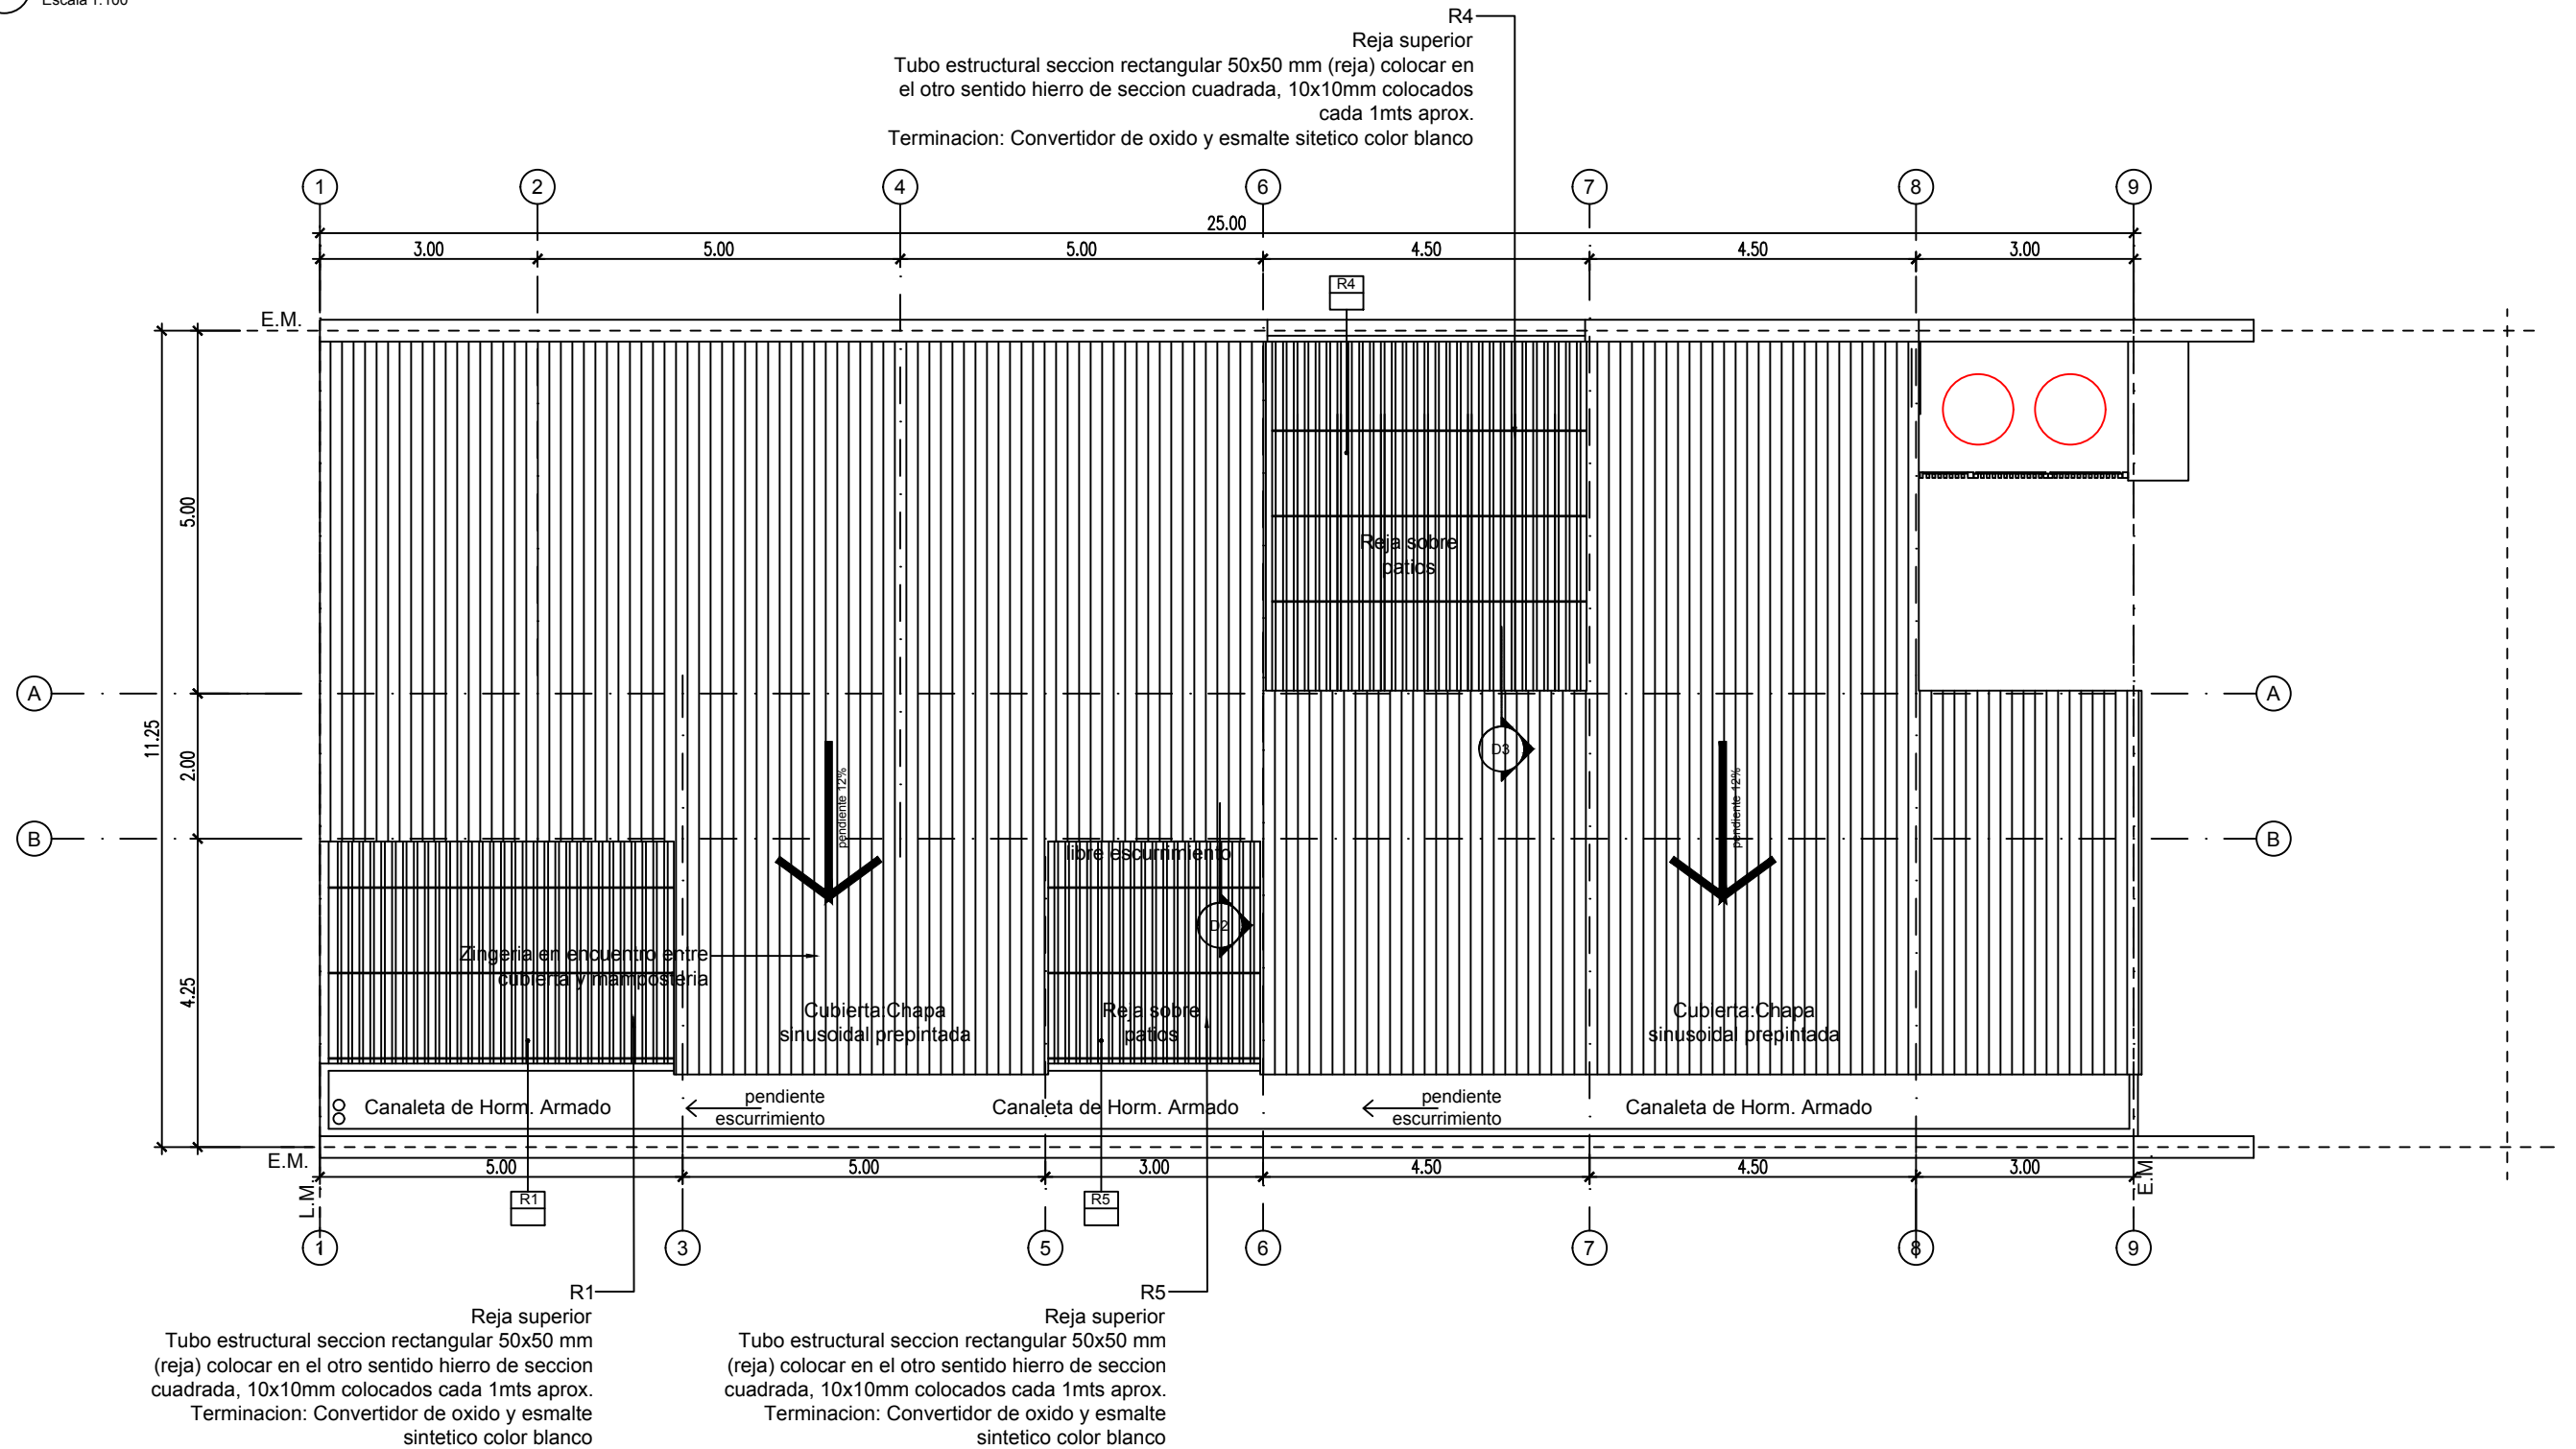 Escala 1:100
R4
Reja superior
Tubo estructural seccion rectangular 50x50 mm (reja) colocar en
el otro sentido hierro de seccion cuadrada, 10x10mm colocados
cada 1mts aprox.
Terminacion: Convertidor de oxido y esmalte sitetico color blanco
1
2
4
6
7
8
9
25.00
3.00
5.00
5.00
4.50
4.50
3.00
R4
E.M.
5.00
Reja sobre
patios
A
A
11.25
2.00
D3
pendiente 12%
pendiente 12%
B
B
libre escurrimiento
D2
4.25
Zingeria en encuentro entre
cubierta y mamposteria
Cubierta:Chapa
sinusoidal prepintada
Reja sobre
patios
Cubierta:Chapa
sinusoidal prepintada
Canaleta de Horm. Armado
pendiente
escurrimiento
Canaleta de Horm. Armado
pendiente
escurrimiento
Canaleta de Horm. Armado
E.M.
L.M.
5.00
5.00
3.00
4.50
4.50
3.00
E.M.
R1
R5
1
3
5
6
7
8
9
R1
Reja superior
Tubo estructural seccion rectangular 50x50 mm
(reja) colocar en el otro sentido hierro de seccion
cuadrada, 10x10mm colocados cada 1mts aprox.
Terminacion: Convertidor de oxido y esmalte
sintetico color blanco
R5
Reja superior
Tubo estructural seccion rectangular 50x50 mm
(reja) colocar en el otro sentido hierro de seccion
cuadrada, 10x10mm colocados cada 1mts aprox.
Terminacion: Convertidor de oxido y esmalte
sintetico color blanco